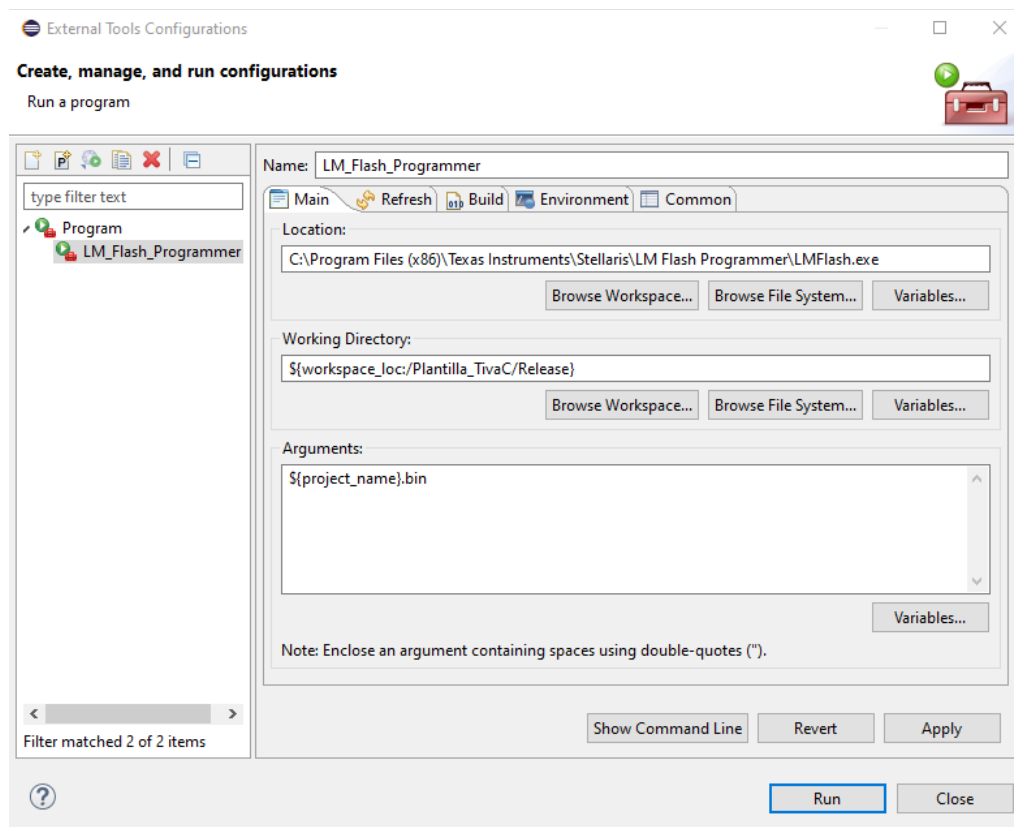 External Tools Configurations
Create, manage, and run configurations
Run a program
type filter text
Program
LM_Flash_Programmer
Filter matched 2 of 2 items
Name: LM_Flash_Programmer
Main Refresh Build Environment Common
Location:
C:\Program Files (x86)\Texas Instruments\Stellaris\LM Flash Programmer\LMFlash.exe
Browse Workspace... Browse File System... Variables...
Working Directory:
${workspace_loc:/Plantilla_TivaC/Release}
Browse Workspace... Browse File System... Variables...
Arguments:
${project_name}.bin
Variables...
Note: Enclose an argument containing spaces using double-quotes (").
Show Command Line Revert Apply
? Run Close